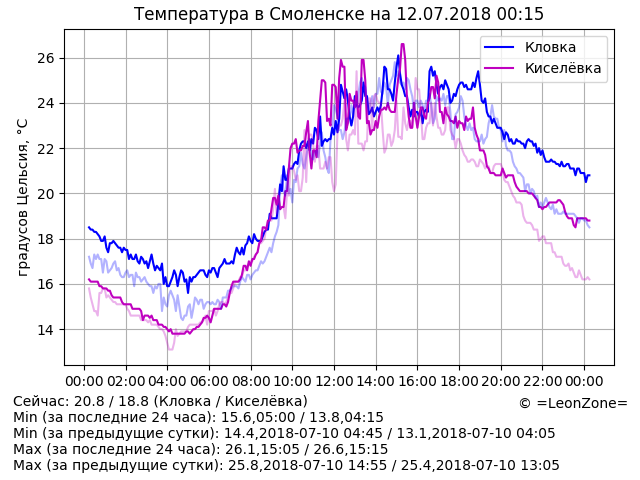 Температура в Смоленске на 12.07.2018 00:15
Кловка
Киселёвка
градусов Цельсия, °C
26
24
22
20
18
16
14
00:00 02:00 04:00 06:00 08:00 10:00 12:00 14:00 16:00 18:00 20:00 22:00 00:00
Сейчас: 20.8 / 18.8 (Кловка / Киселёвка)
© =LeonZone=
Min (за последние 24 часа): 15.6,05:00 / 13.8,04:15
Min (за предыдущие сутки): 14.4,2018-07-10 04:45 / 13.1,2018-07-10 04:05
Max (за последние 24 часа): 26.1,15:05 / 26.6,15:15
Max (за предыдущие сутки): 25.8,2018-07-10 14:55 / 25.4,2018-07-10 13:05